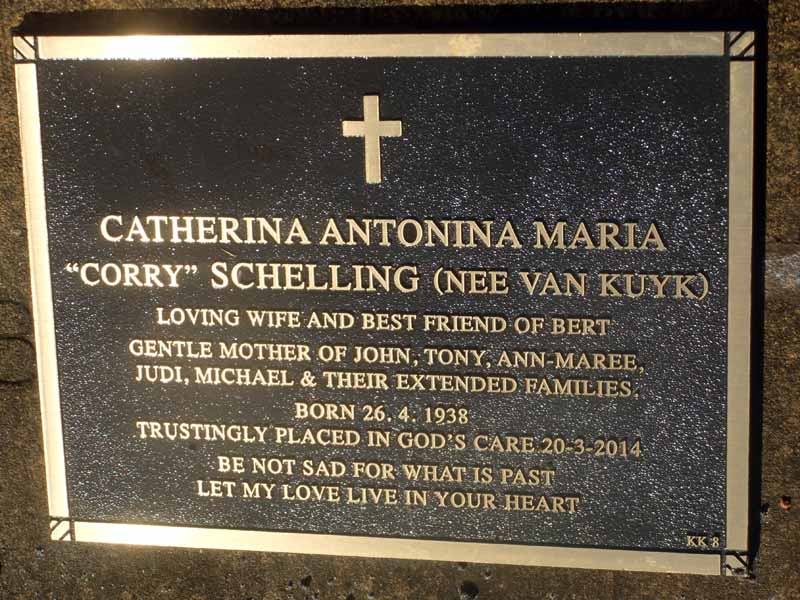 CATHERINA ANTONINA MARIA
“CORRY” SCHELLING (NEE VAN KUYK)
LOVING WIFE AND BEST FRIEND OF BERT
GENTLE MOTHER OF JOHN, TONY, ANN-MAREE,
JUDI, MICHAEL & THEIR EXTENDED FAMILIES.
BORN 26. 4. 1938
TRUSTINGLY PLACED IN GOD'S CARE 20-3-2014
BE NOT SAD FOR WHAT IS PAST
LET MY LOVE LIVE IN YOUR HEART
KK 8